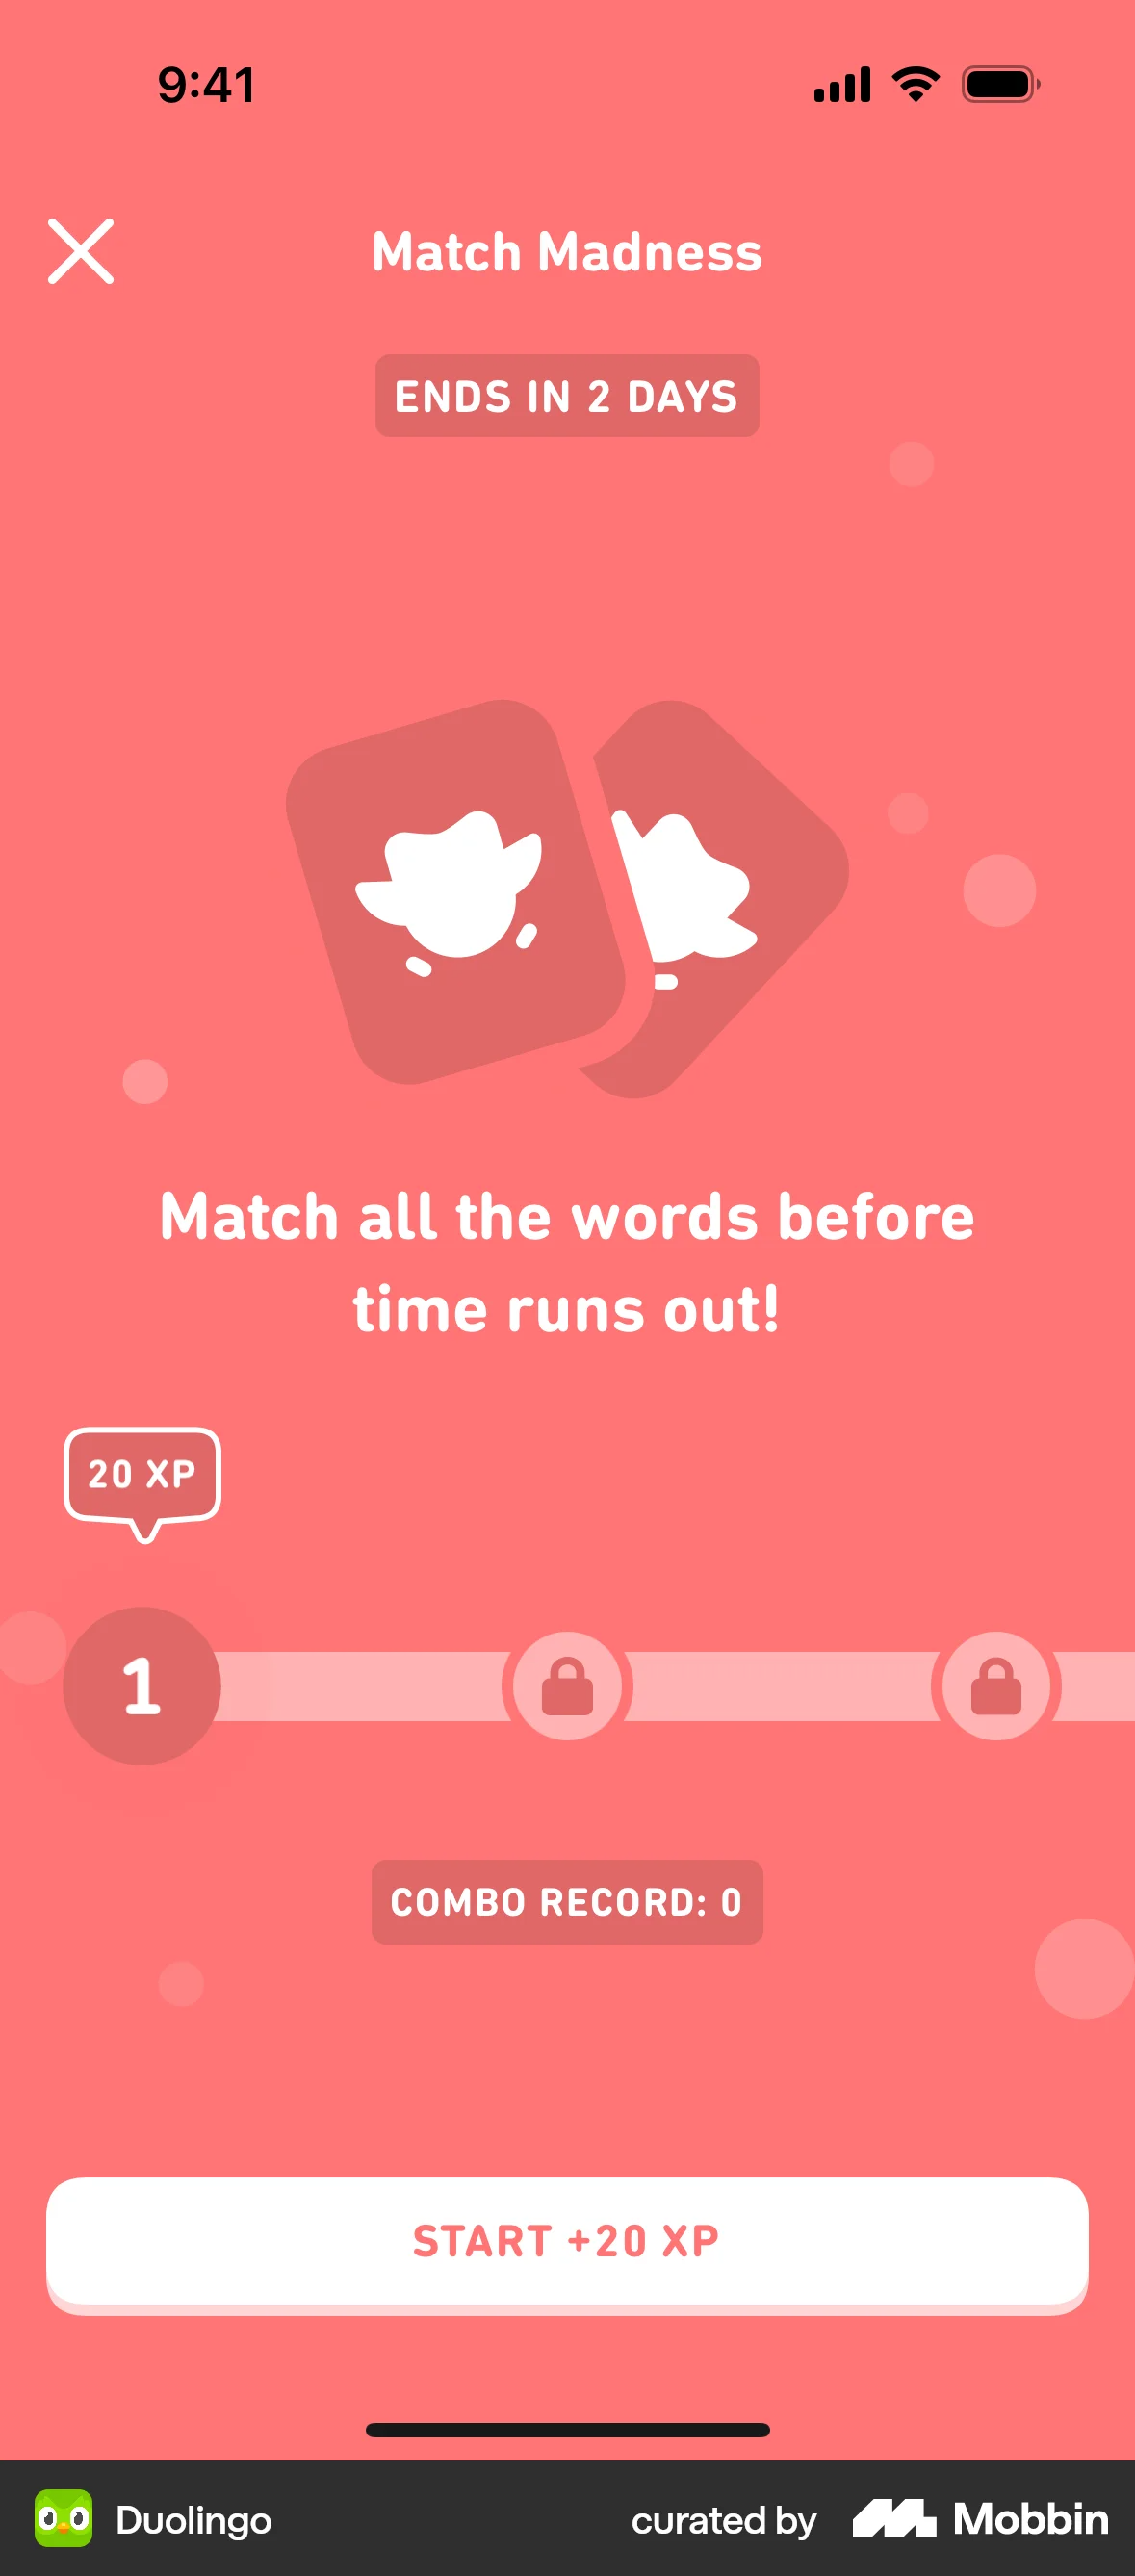 9:41
Match Madness
ENDS IN 2 DAYS
Match all the words before
time runs out!
20 XP
1
COMBO RECORD: 0
START +20 XP
Duolingo
curated by Mobbin